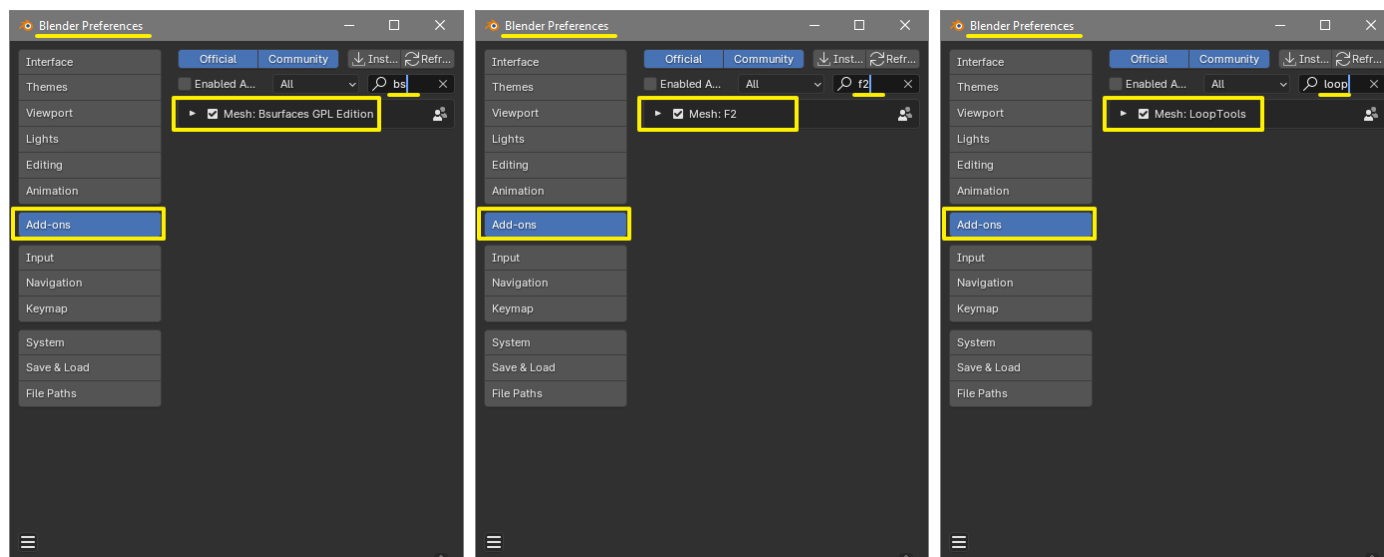 Blender Preferences
Interface
Themes
Viewport
Lights
Editing
Animation
Add-ons
Input
Navigation
Keymap
System
Save & Load
File Paths
Official Community Inst... Refr...
Enabled A... All bs
Mesh: Bsurfaces GPL Edition
Blender Preferences
Interface
Themes
Viewport
Lights
Editing
Animation
Add-ons
Input
Navigation
Keymap
System
Save & Load
File Paths
Official Community Inst... Refr...
Enabled A... All f2
Mesh: F2
Blender Preferences
Interface
Themes
Viewport
Lights
Editing
Animation
Add-ons
Input
Navigation
Keymap
System
Save & Load
File Paths
Official Community Inst... Refr...
Enabled A... All loop
Mesh: LoopTools